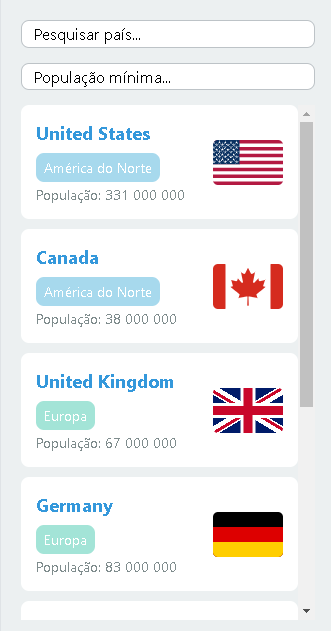 Pesquisar país...
População mínima...
United States
América do Norte
População: 331 000 000
Canada
América do Norte
População: 38 000 000
United Kingdom
Europa
População: 67 000 000
Germany
Europa
População: 83 000 000